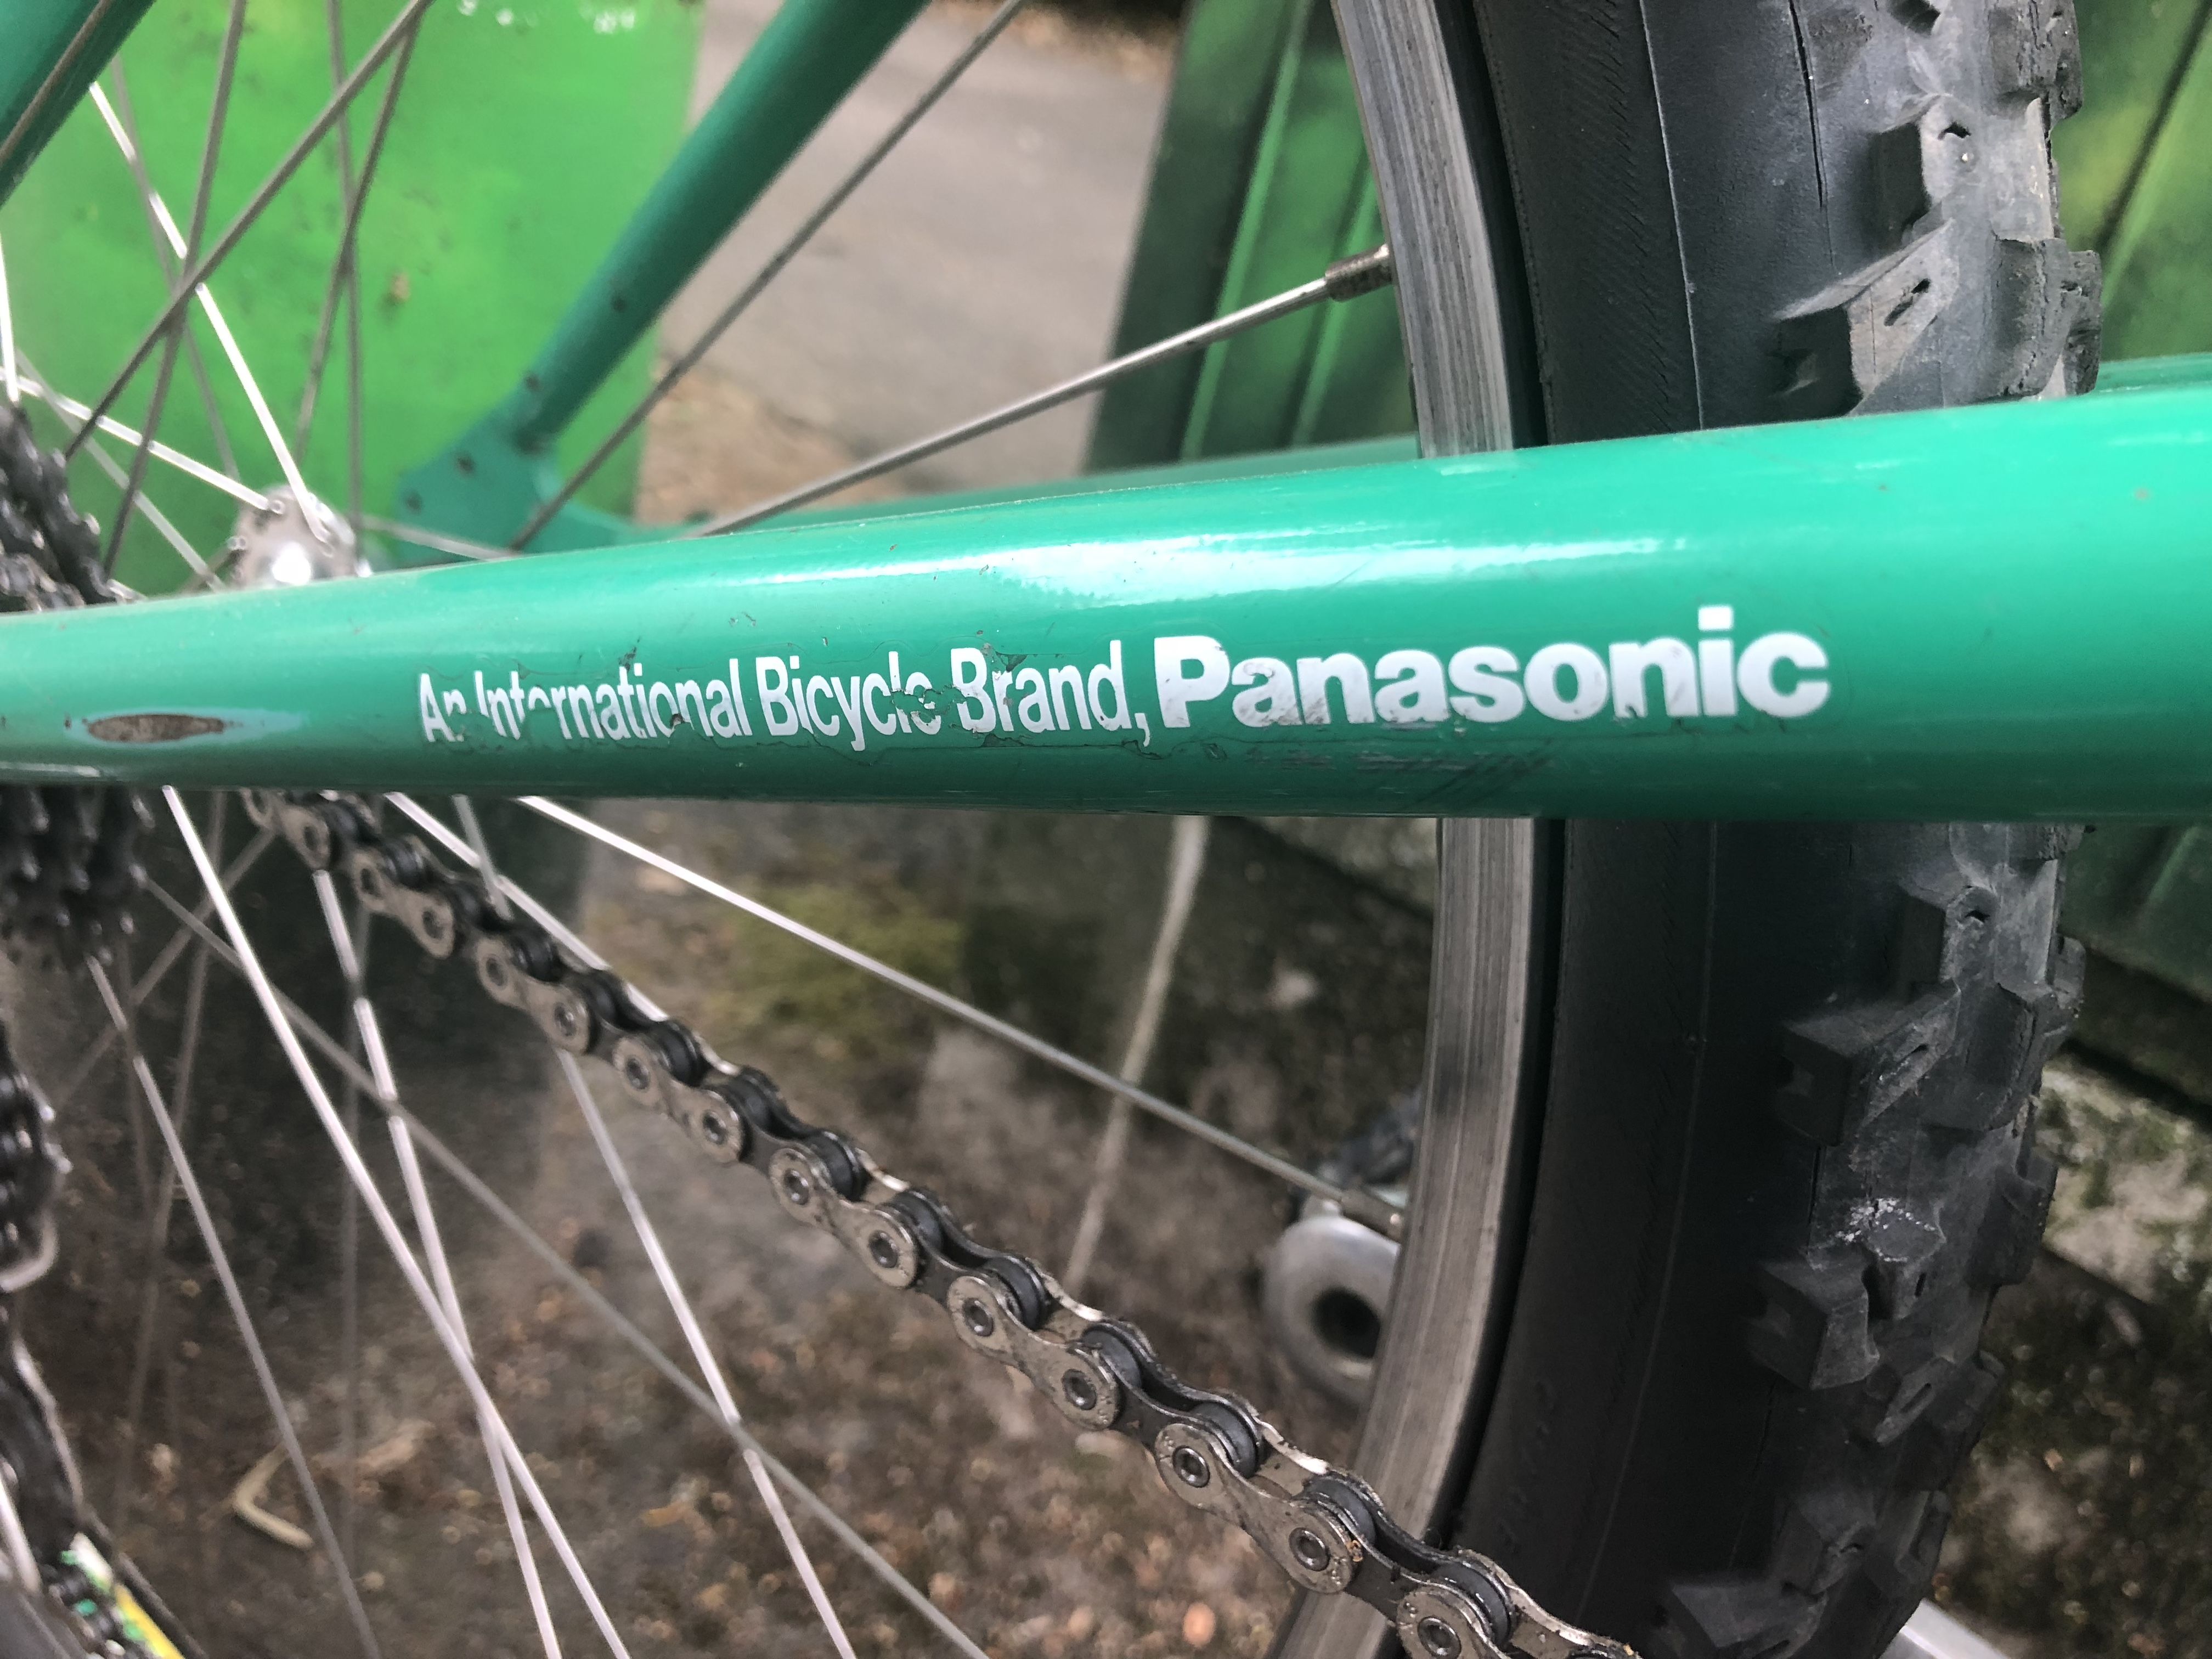 An International Bicycle Brand, Panasonic